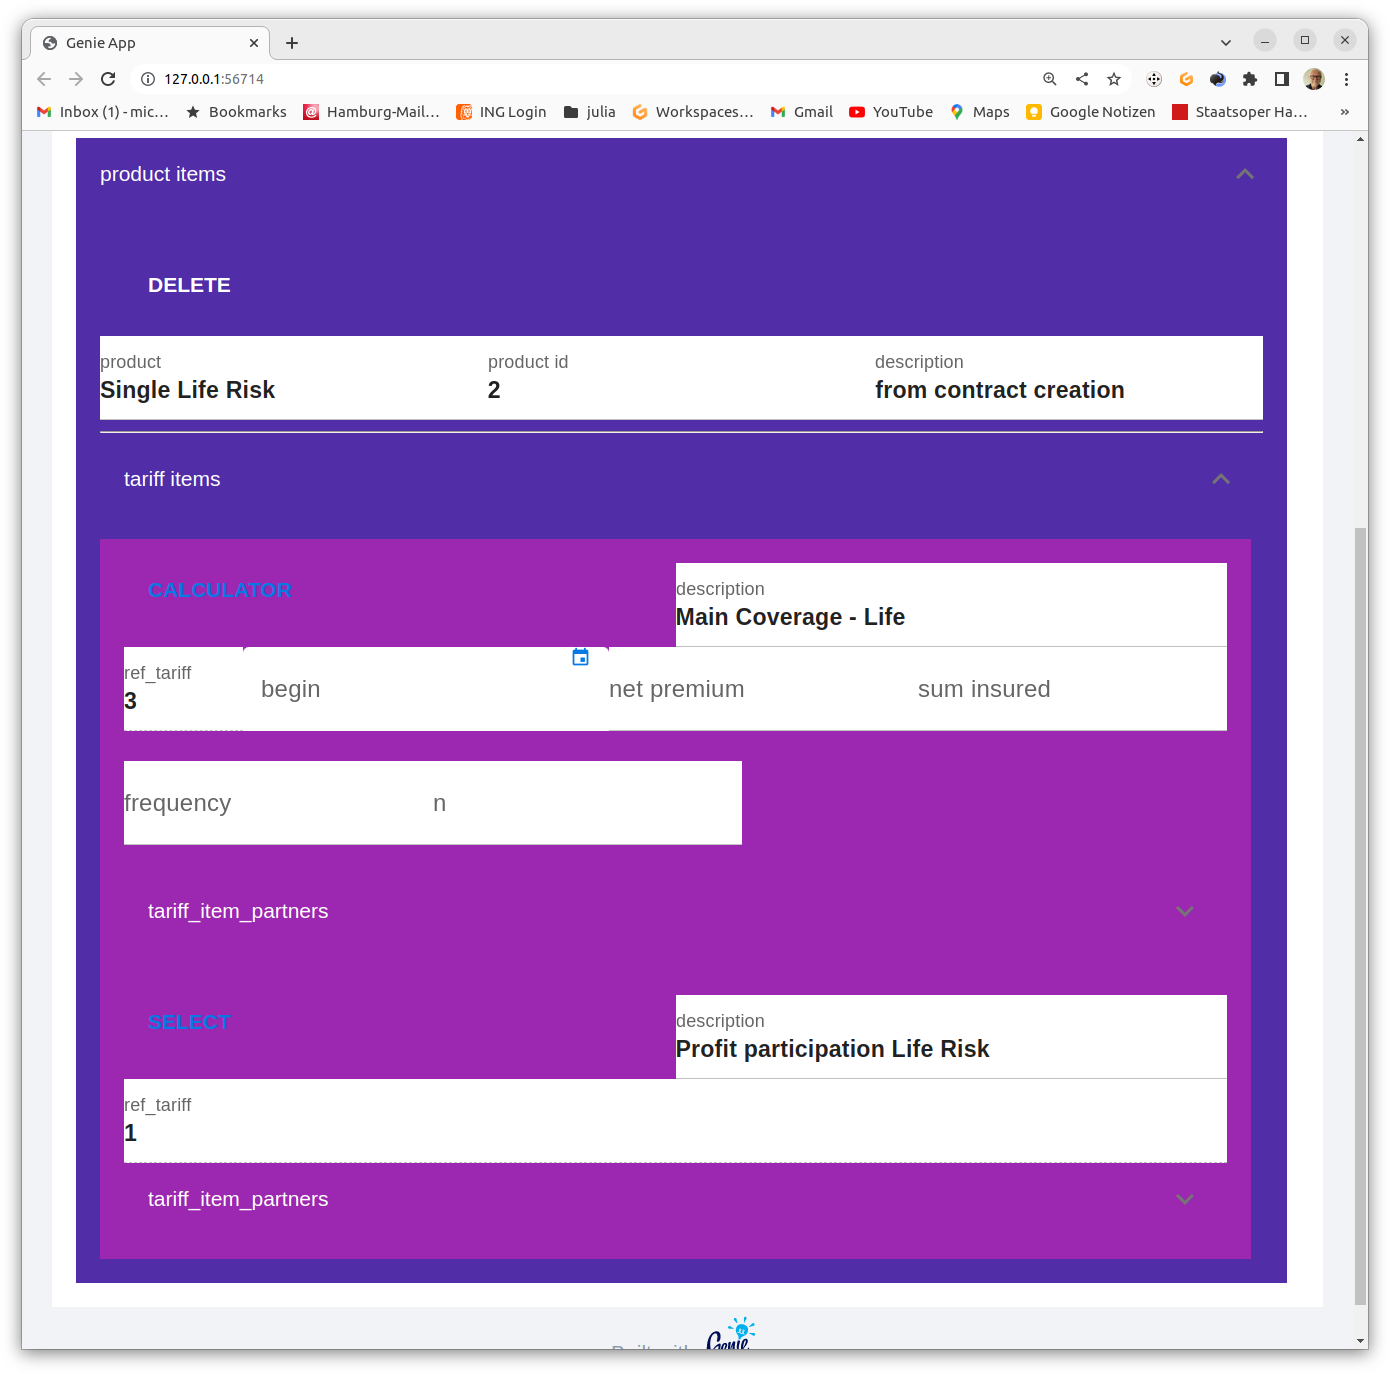 Genie App
127.0.0.1:56714
Inbox (1) - mic… Bookmarks Hamburg-Mail… ING Login julia Workspaces… Gmail YouTube Maps Google Notizen Staatsoper Ha… »
product items
DELETE
product product id description
Single Life Risk 2 from contract creation
tariff items
CALCULATOR
description
Main Coverage - Life
ref_tariff
3
begin net premium sum insured
frequency n
tariff_item_partners
SELECT
description
Profit participation Life Risk
ref_tariff
1
tariff_item_partners
Built with Genie